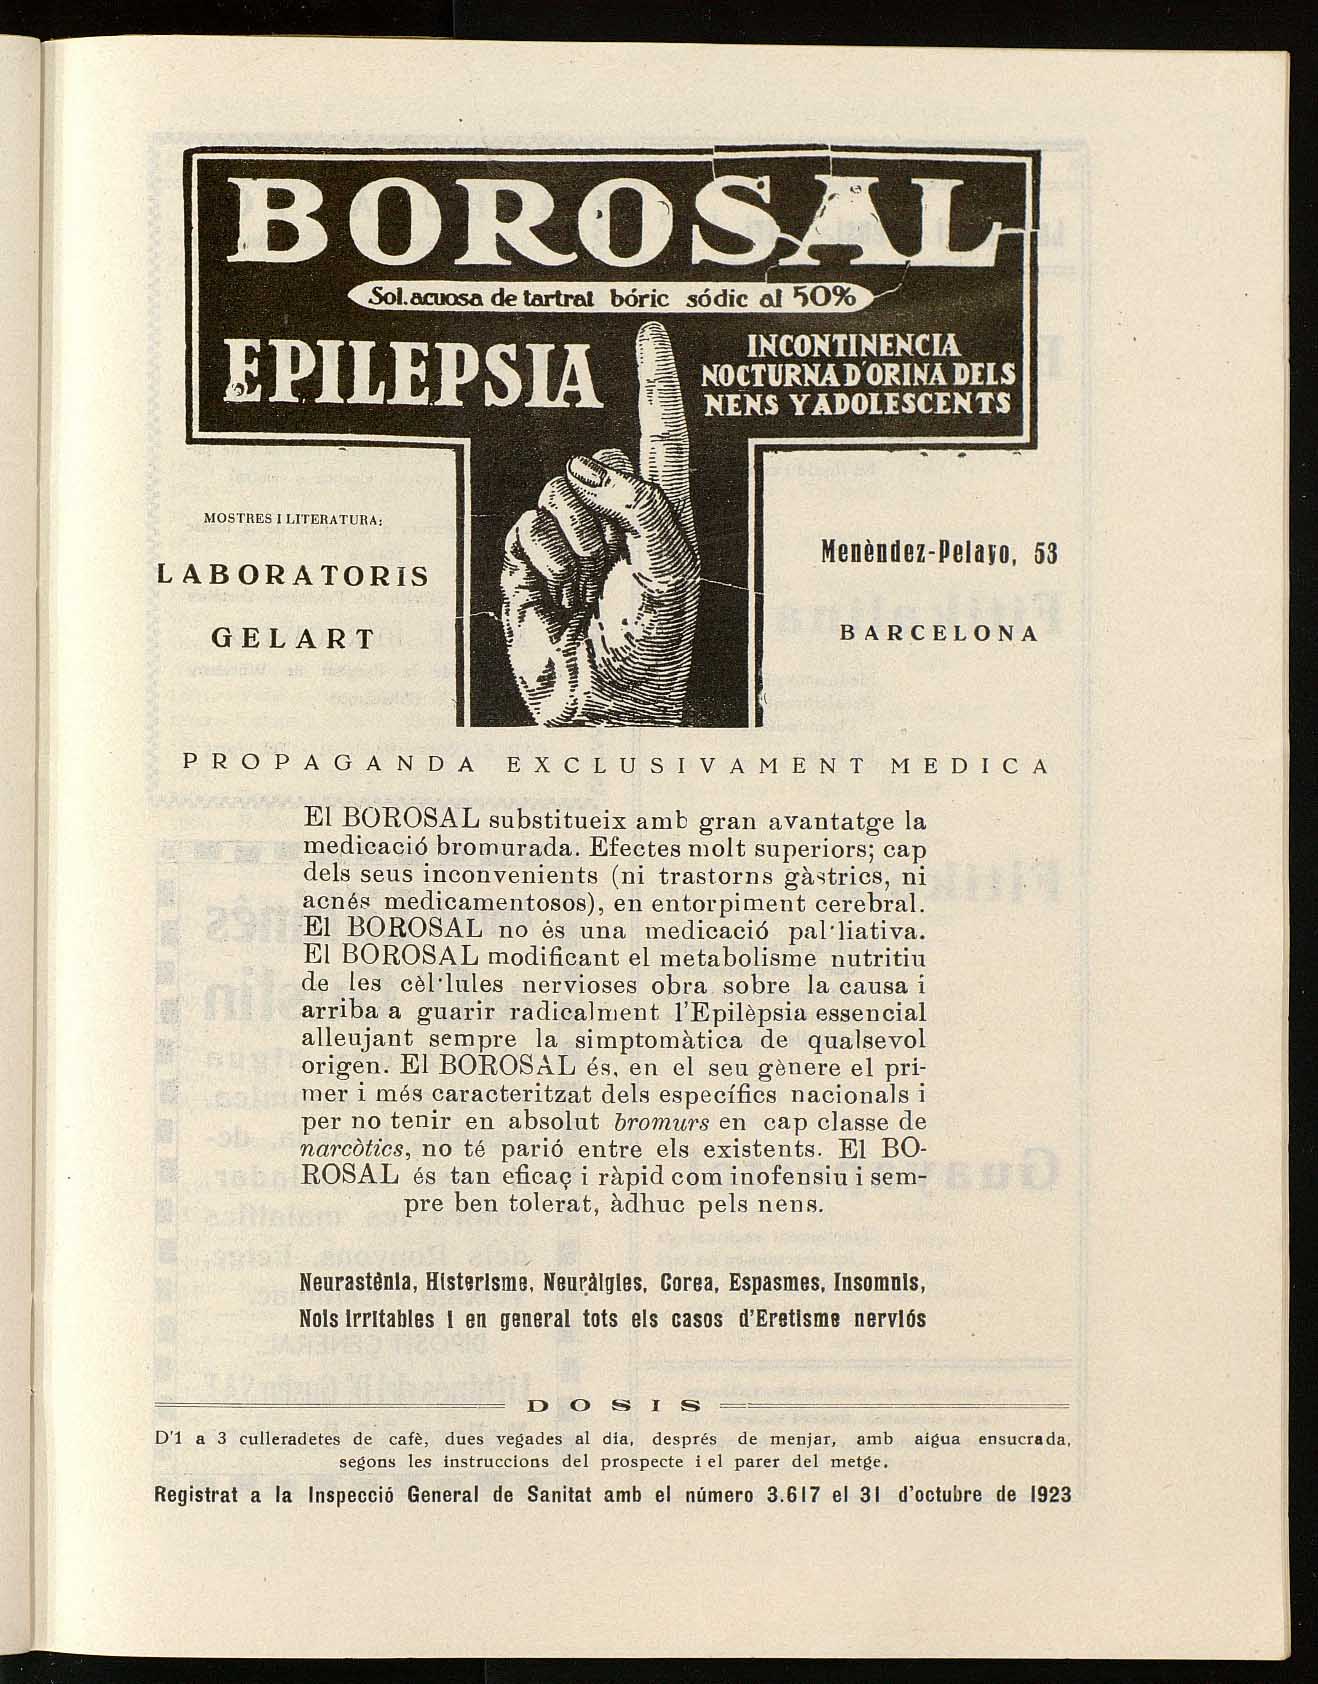 BOROSAL
Sol. acuosa de tartrat bóric sódic al 50%
EPILEPSIA
INCONTINENCIA
NOCTURNA D'ORINA DELS
NENS Y ADOLESCENTS
MOSTRES I LITERATURA:
LABORATORIS
GELART
Menèndez-Pelayo, 53
BARCELONA
PROPAGANDA EXCLUSIVAMENT MEDICA
El BOROSAL substitueix amb gran avantatge la
medicació bromurada. Efectes molt superiors; cap
dels seus inconvenients (ni trastorns gàstrics, ni
acnés medicamentosos), en entorpiment cerebral.
El BOROSAL no és una medicació pal·liativa.
El BOROSAL modificant el metabolisme nutritiu
de les cèl·lules nervioses obra sobre la causa i
arriba a guarir radicalment l'Epilèpsia essencial
alleujant sempre la simptomàtica de qualsevol
origen. El BOROSAL és, en el seu gènere el pri-
mer i més caracteritzat dels específics nacionals i
per no tenir en absolut bromurs en cap classe de
narcòtics, no té parió entre els existents. El BO-
ROSAL és tan eficaç i ràpid com inofensiu i sem-
pre ben tolerat, àdhuc pels nens.
Neurastènia, Histerisme, Neuràlgies, Corea, Espasmes, Insomnis,
Nois irritables i en general tots els casos d'Eretisme nerviós
DOSIS
D'1 a 3 culleradetes de cafè, dues vegades al dia, després de menjar, amb aigua ensucrada,
segons les instruccions del prospecte i el parer del metge.
Registrat a la Inspecció General de Sanitat amb el número 3.617 el 31 d'octubre de 1923